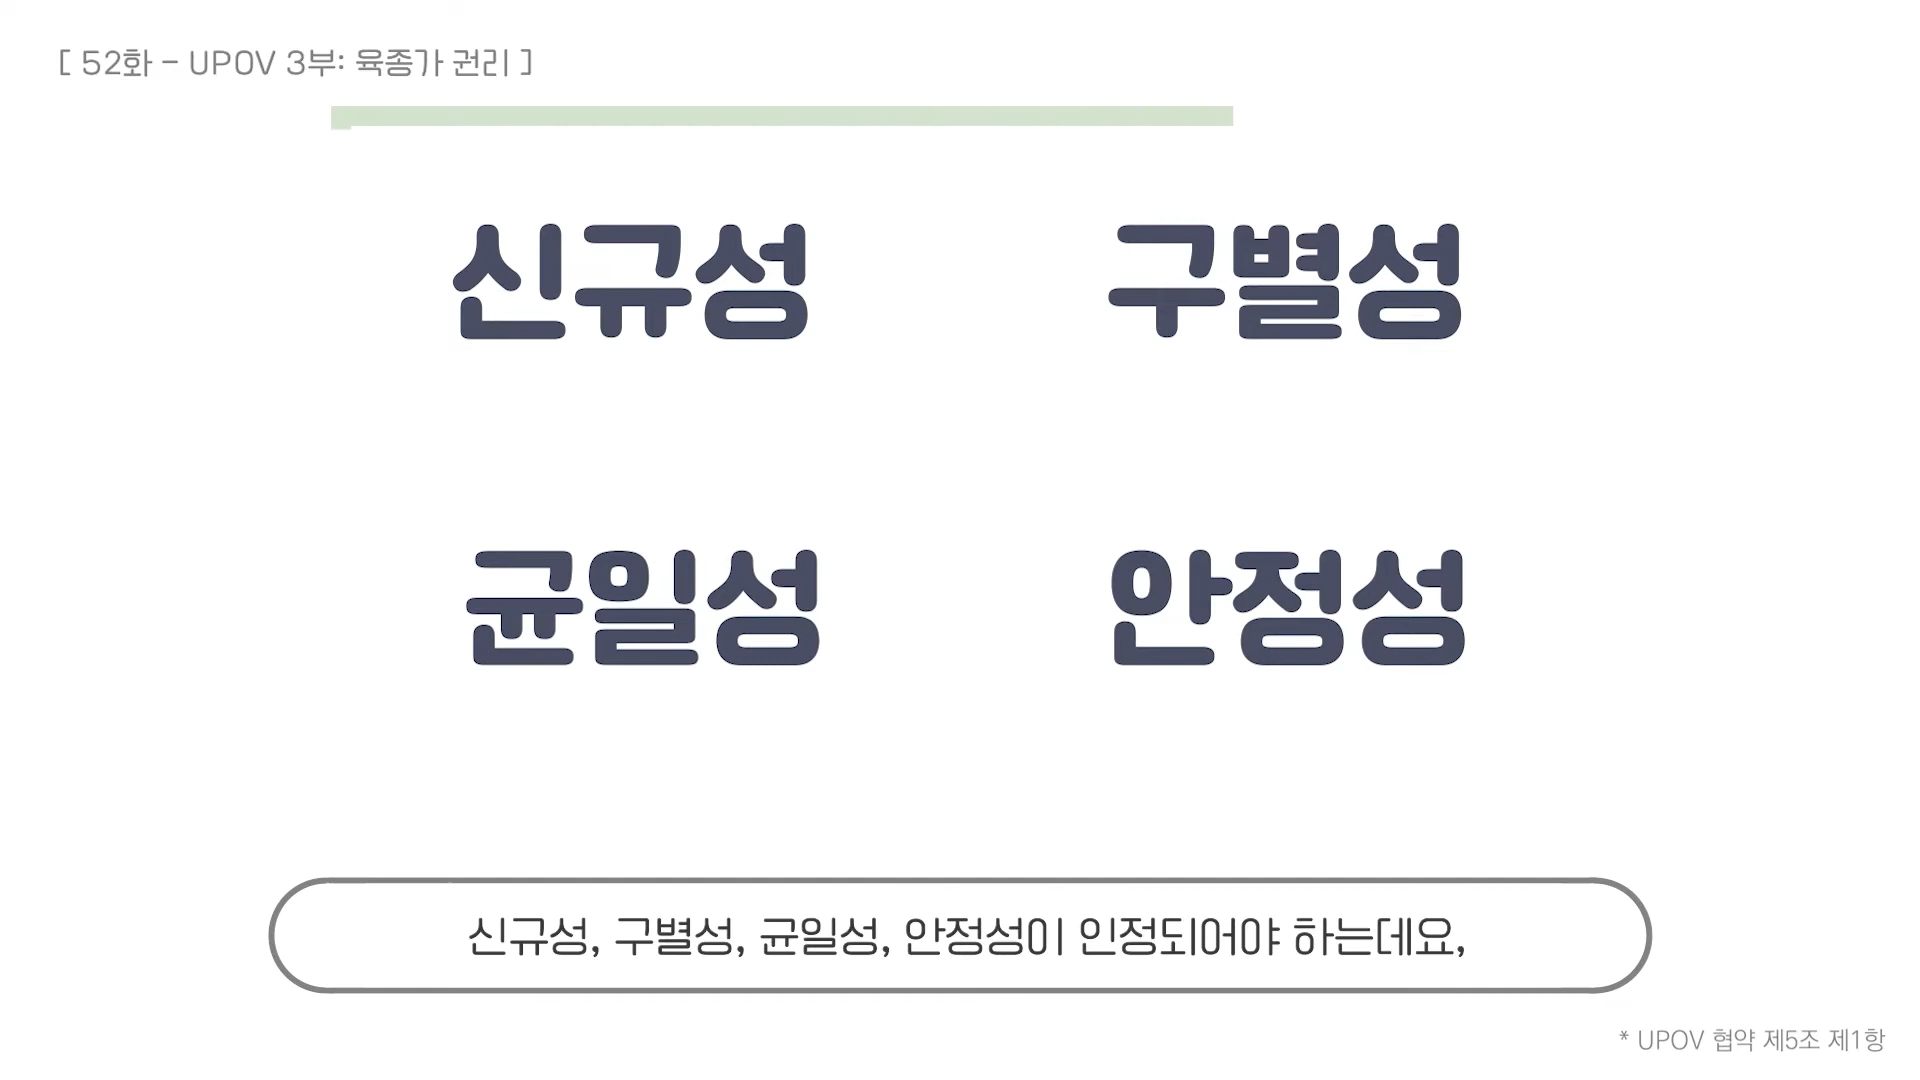 [ 52화 - UPOV 3부: 육종가 권리 ]
신규성 구별성
균일성 안정성
신규성, 구별성, 균일성, 안정성이 인정되어야 하는데요,
* UPOV 협약 제5조 제1항